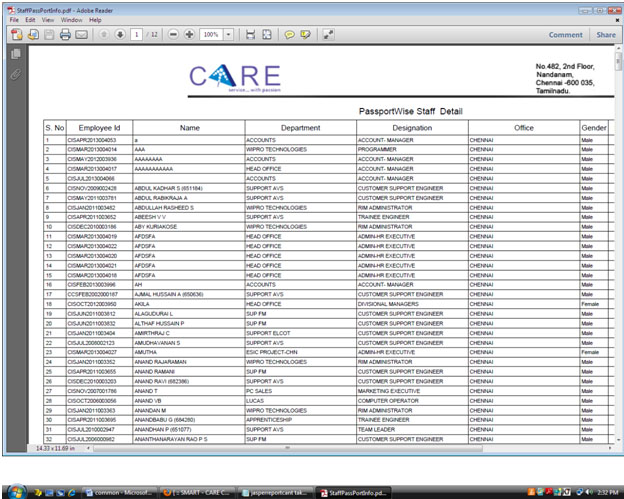 StaffPassPortInfo.pdf - Adobe Reader
File Edit View Window Help
1 / 12 100% Comment Share
CARE
service... with passion
No.482, 2nd Floor,
Nandanam,
Chennai -600 035,
Tamilnadu.
PassportWise Staff Detail
S. No Employee Id Name Department Designation Office Gender
1 CISAPR2013004053 a ACCOUNTS ACCOUNT- MANAGER CHENNAI Male
2 CISMAR2013004014 AAA WIPRO TECHNOLOGIES PROGRAMMER CHENNAI Male
3 CISMAY2012003936 AAAAAAAA ACCOUNTS ACCOUNT- MANAGER CHENNAI Male
4 CISMAR2013004017 AAAAAAAAAAA HEAD OFFICE ACCOUNT- MANAGER CHENNAI Male
5 CISJUL2013004066 ACCOUNTS ACCOUNT- MANAGER CHENNAI Male
6 CISNOV2009002428 ABDUL KADHAR S (651184) SUPPORT AVS CUSTOMER SUPPORT ENGINEER CHENNAI Male
7 CISMAY2011003781 ABDUL RABIKRAJA A SUPPORT AVS CUSTOMER SUPPORT ENGINEER CHENNAI Male
8 CISJAN2011003462 ABDULLAH RASHEED S WIPRO TECHNOLOGIES RIM ADMINISTRATOR CHENNAI Male
9 CISAPR2011003652 ABEESH V V SUPPORT AVS TRAINEE ENGINEER CHENNAI Male
10 CISDEC2010003186 ABY KURIAKOSE WIPRO TECHNOLOGIES RIM ADMINISTRATOR CHENNAI Male
11 CISMAR2013004019 AFDSFA HEAD OFFICE ADMIN-HR EXECUTIVE CHENNAI Male
12 CISMAR2013004022 AFDSFA HEAD OFFICE ADMIN-HR EXECUTIVE CHENNAI Male
13 CISMAR2013004020 AFDSFA HEAD OFFICE ADMIN-HR EXECUTIVE CHENNAI Male
14 CISMAR2013004021 AFDSFA HEAD OFFICE ADMIN-HR EXECUTIVE CHENNAI Male
15 CISMAR2013004018 AFDSFA HEAD OFFICE ADMIN-HR EXECUTIVE CHENNAI Male
16 CISFEB2013003996 AH ACCOUNTS ACCOUNT- MANAGER CHENNAI Male
17 CCSFEB2002000187 AJMAL HUSSAIN A (650636) SUPPORT AVS CUSTOMER SUPPORT ENGINEER CHENNAI Male
18 CISOCT2012003950 AKILA HEAD OFFICE DIVISIONAL MANAGERS CHENNAI Female
19 CISJUN2011003812 ALAGUDURAI L SUP FM CUSTOMER SUPPORT ENGINEER CHENNAI Male
20 CISJUN2011003832 ALTHAF HUSSAIN P SUP FM CUSTOMER SUPPORT ENGINEER CHENNAI Male
21 CISJAN2011003404 AMIRTHRAJ C SUPPORT ELCOT CUSTOMER SUPPORT ENGINEER CHENNAI Male
22 CISJUL2009002123 AMUDHAVANAN S SUPPORT AVS CUSTOMER SUPPORT ENGINEER CHENNAI Male
23 CISMAR2013004027 AMUTHA ESIC PROJECT-CHN ADMIN-HR EXECUTIVE CHENNAI Female
24 CISJAN2011003352 ANAND RAJARAMAN WIPRO TECHNOLOGIES RIM ADMINISTRATOR CHENNAI Male
25 CISAPR2011003655 ANAND RAMANI SUP FM CUSTOMER SUPPORT ENGINEER CHENNAI Male
26 CISDEC2010003203 ANAND RAVI (682386) SUPPORT AVS CUSTOMER SUPPORT ENGINEER CHENNAI Male
27 CISNOV2007001786 ANAND T PC SALES MARKETING EXECUTIVE CHENNAI Male
28 CISOCT2006003056 ANAND VB LUCAS COMPUTER OPERATOR CHENNAI Male
29 CISJAN2011003363 ANANDAN M WIPRO TECHNOLOGIES RIM ADMINISTRATOR CHENNAI Male
30 CISAPR2011003695 ANANDBABU G (684280) APPRENTICESHIP TRAINEE ENGINEER CHENNAI Male
31 CISJUL2010002947 ANANDHAN P (651077) SUPPORT AVS TEAM LEADER CHENNAI Male
32 CISJUL2006000982 ANANTHANARAYAN RAO P S SUP FM CUSTOMER SUPPORT ENGINEER CHENNAI Male
14.33 x 11.69 in
common - Microsof... [ :: SMART - CARE C... jasperreportcant tak... StaffPassPortInfo.pd... 2:32 PM